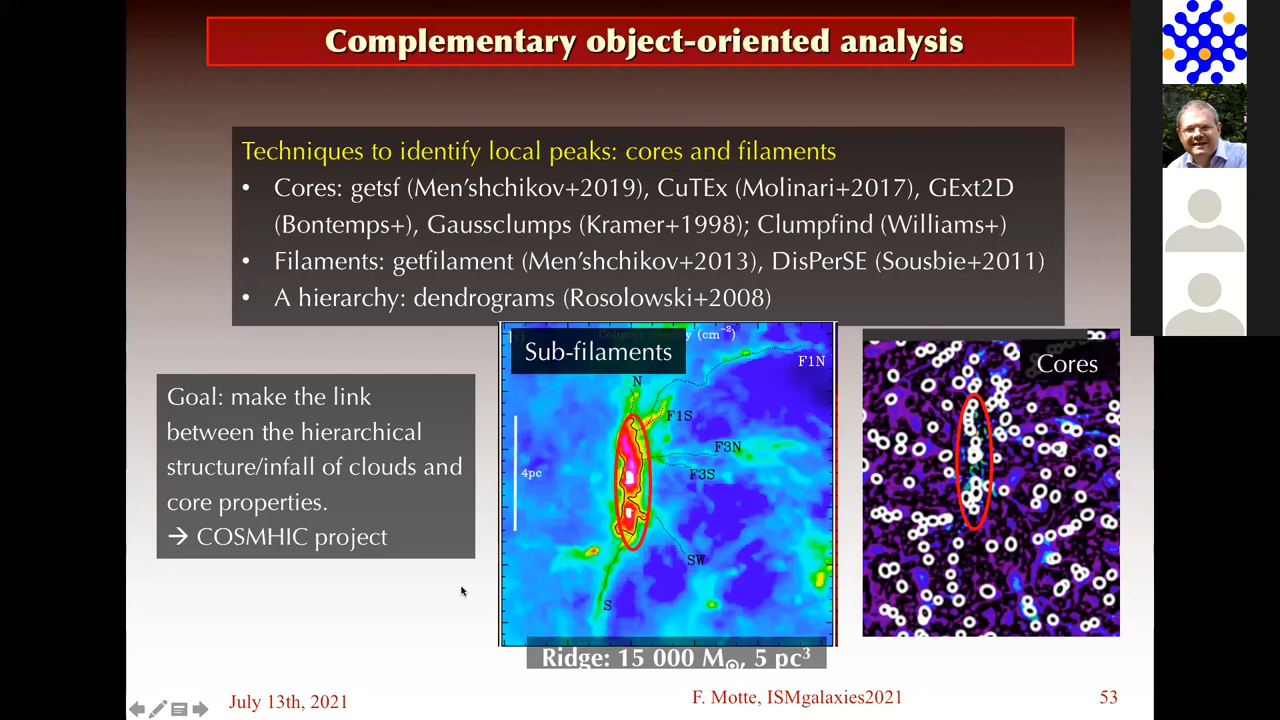 Complementary object-oriented analysis
Techniques to identify local peaks: cores and filaments
• Cores: getsf (Men’shchikov+2019), CuTEx (Molinari+2017), GExt2D
(Bontemps+), Gaussclumps (Kramer+1998); Clumpfind (Williams+)
• Filaments: getfilament (Men’shchikov+2013), DisPerSE (Sousbie+2011)
• A hierarchy: dendrograms (Rosolowski+2008)
Goal: make the link
between the hierarchical
structure/infall of clouds and
core properties.
→ COSMHIC project
(cm⁻²)
Sub-filaments
F1N
N
F1S
F3N
F3S
4pc
SW
S
Ridge: 15 000 M☉, 5 pc³
Cores
July 13th, 2021
F. Motte, ISMgalaxies2021
53